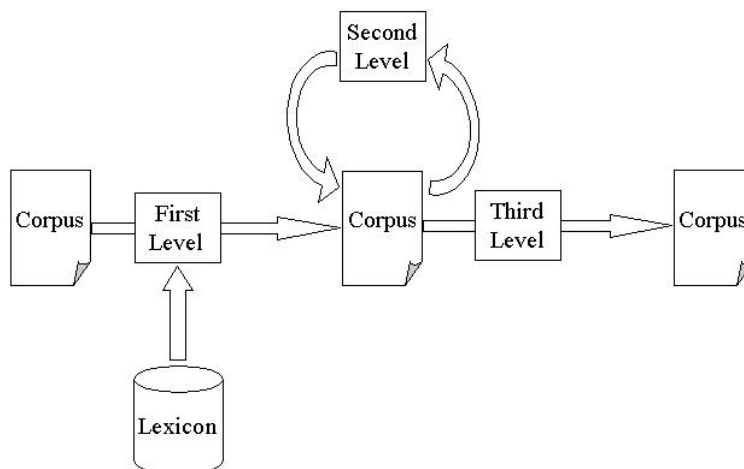 Second
Level
Corpus
First
Level
Corpus
Third
Level
Corpus
Lexicon